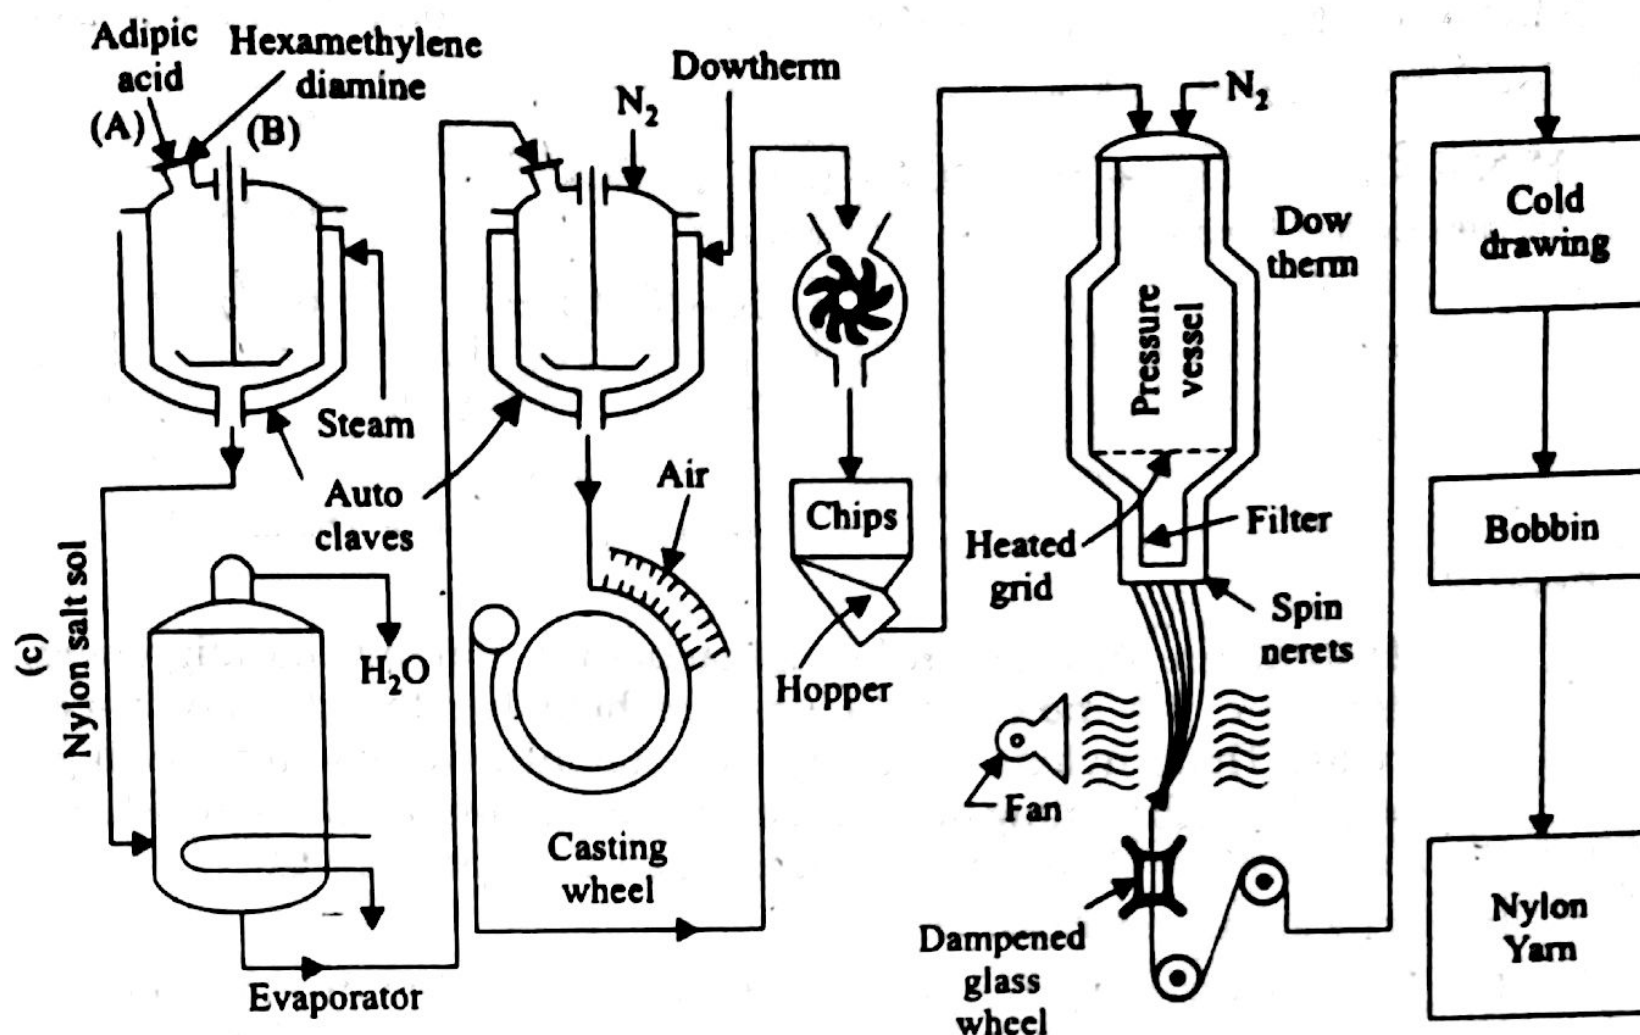 Adipic
acid
(A)
Hexamethylene
diamine
(B)
Steam
Auto
claves
(c)
Nylon salt sol
H₂O
Evaporator
N₂
Dowtherm
Air
Casting
wheel
Chips
Hopper
N₂
Dow
therm
Pressure
vessel
Heated
grid
Filter
Spin
nerets
Fan
Dampened
glass
wheel
Cold
drawing
Bobbin
Nylon
Yarn